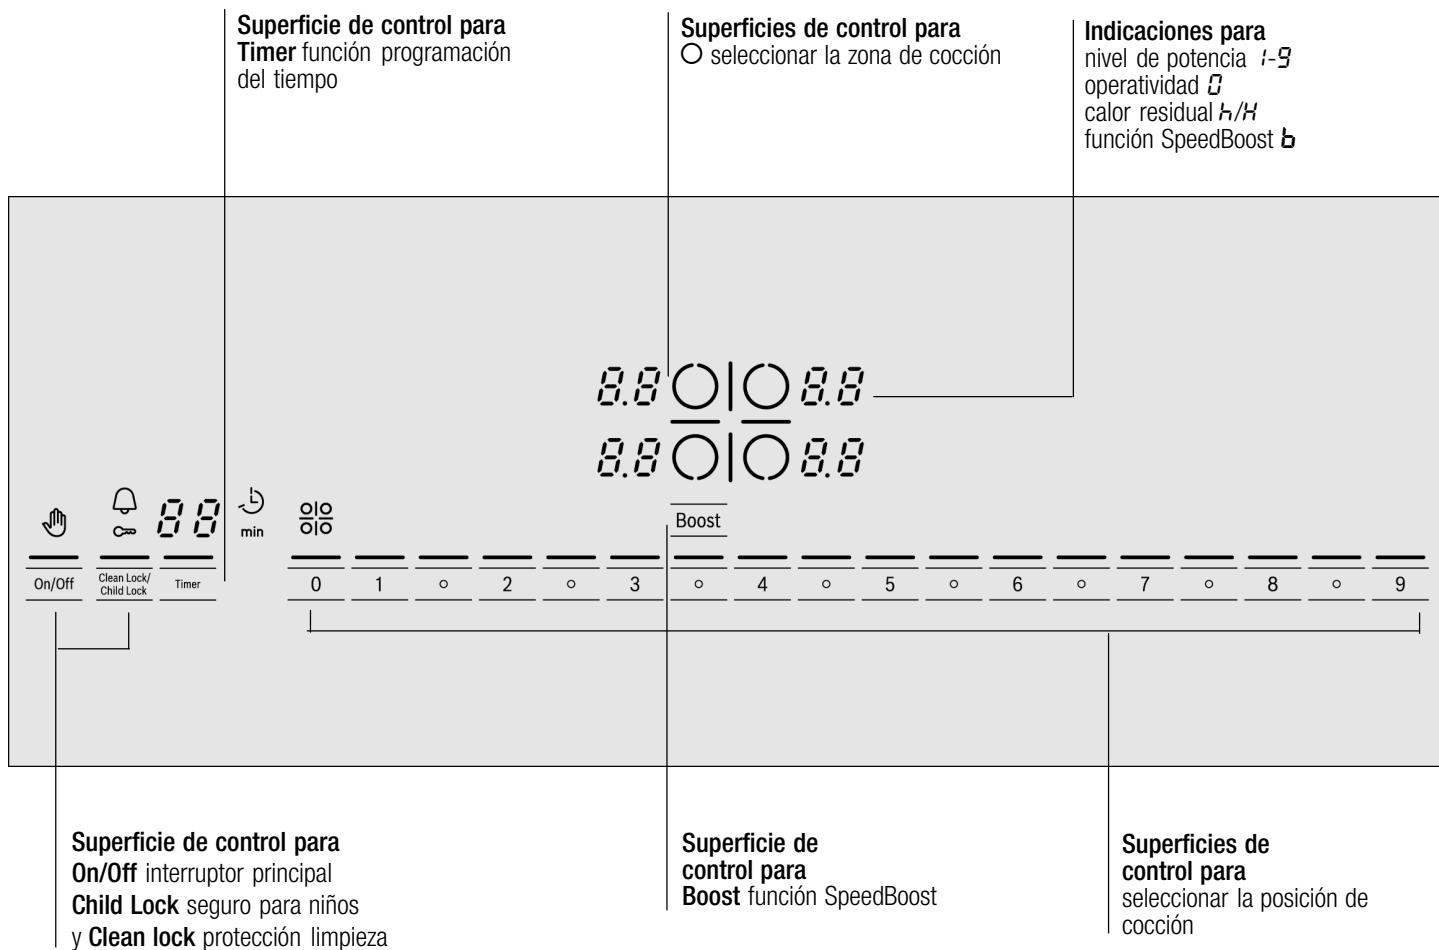 Superficie de control para
Timer función programación
del tiempo
Superficies de control para
○ seleccionar la zona de cocción
Indicaciones para
nivel de potencia 1-9
operatividad 0
calor residual h/H
función SpeedBoost b
8.8 8.8
8.8 8.8
88
min
Boost
On/Off
Clean Lock/
Child Lock
Timer
0 1 ○ 2 ○ 3 ○ 4 ○ 5 ○ 6 ○ 7 ○ 8 ○ 9
Superficie de control para
On/Off interruptor principal
Child Lock seguro para niños
y Clean lock protección limpieza
Superficie de
control para
Boost función SpeedBoost
Superficies de
control para
seleccionar la posición de
cocción